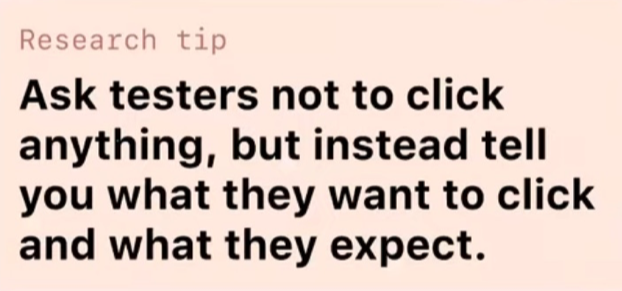 Research tip
Ask testers not to click
anything, but instead tell
you what they want to click
and what they expect.